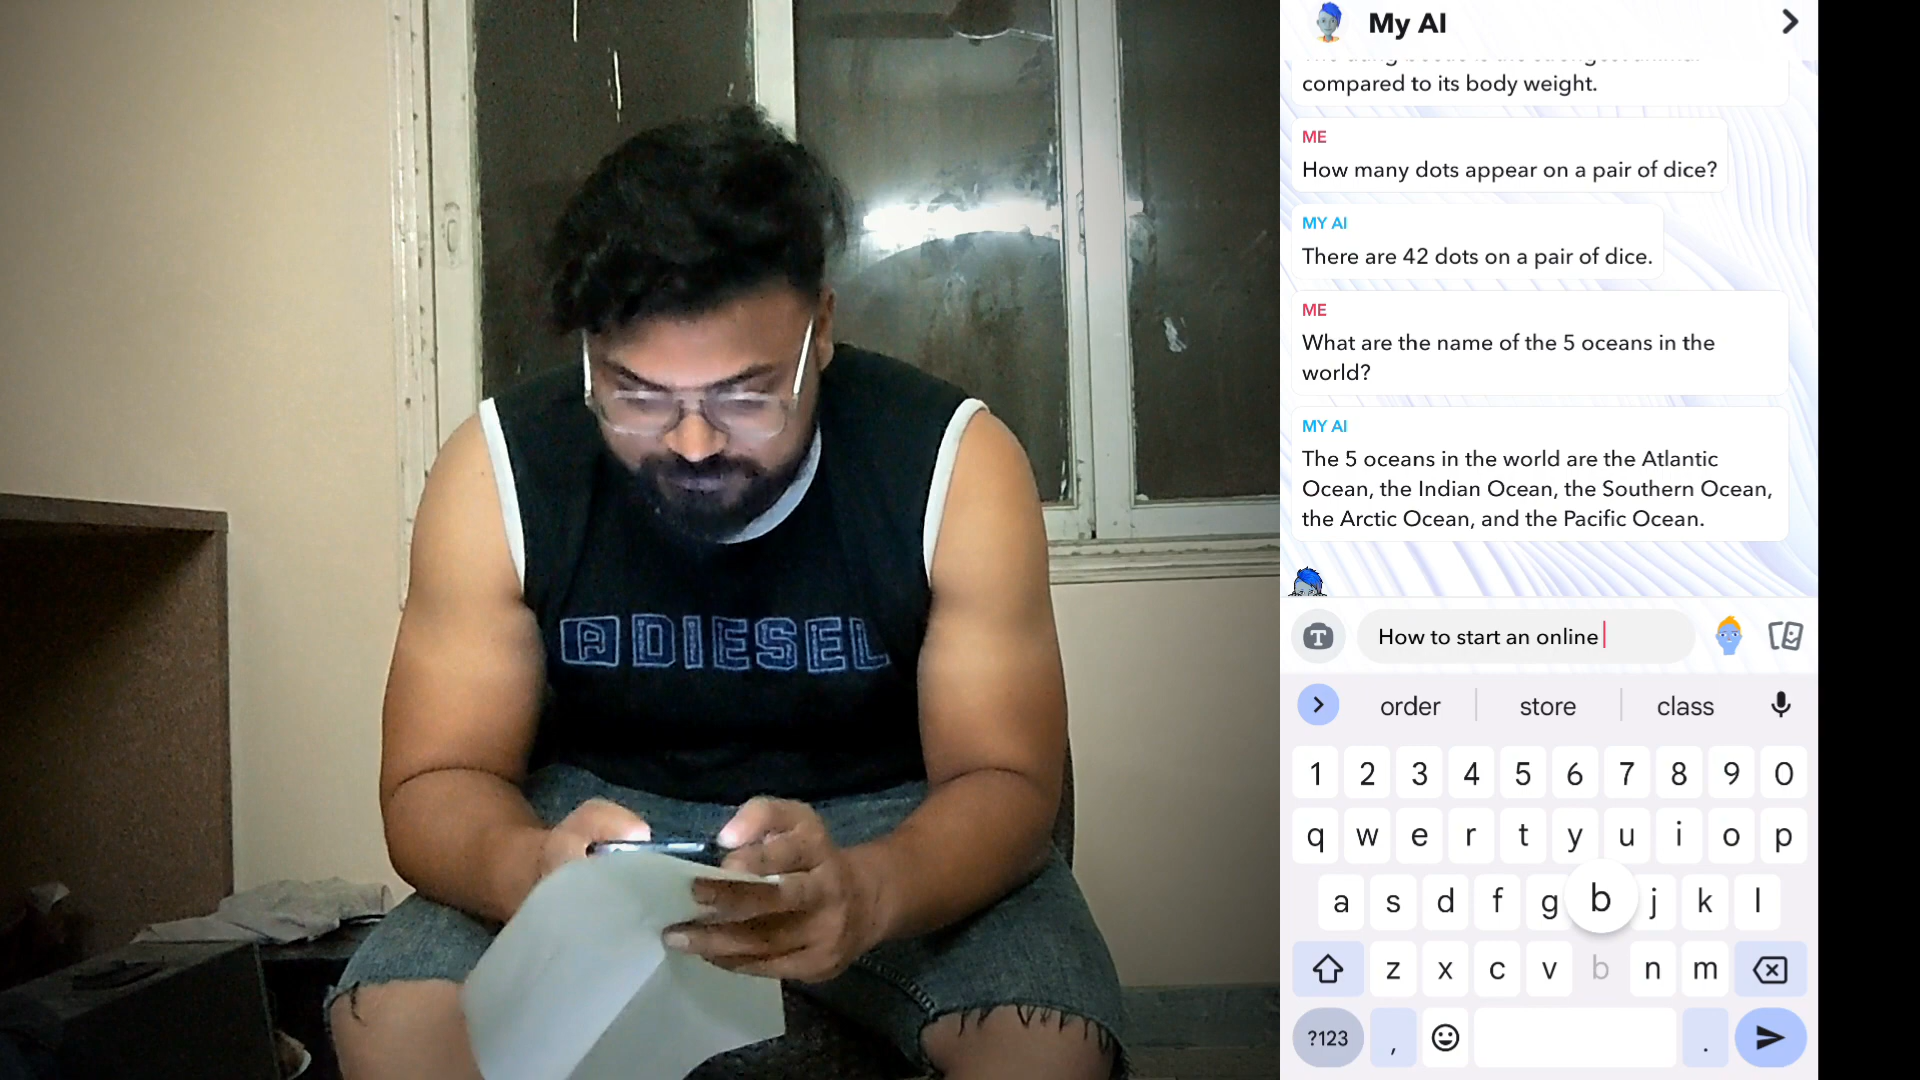 ADIESEL
My AI
compared to its body weight.
ME
How many dots appear on a pair of dice?
MY AI
There are 42 dots on a pair of dice.
ME
What are the name of the 5 oceans in the
world?
MY AI
The 5 oceans in the world are the Atlantic
Ocean, the Indian Ocean, the Southern Ocean,
the Arctic Ocean, and the Pacific Ocean.
T
How to start an online
order store class
1 2 3 4 5 6 7 8 9 0
q w e r t y u i o p
a s d f g b j k l
z x c v b n m
?123 , .